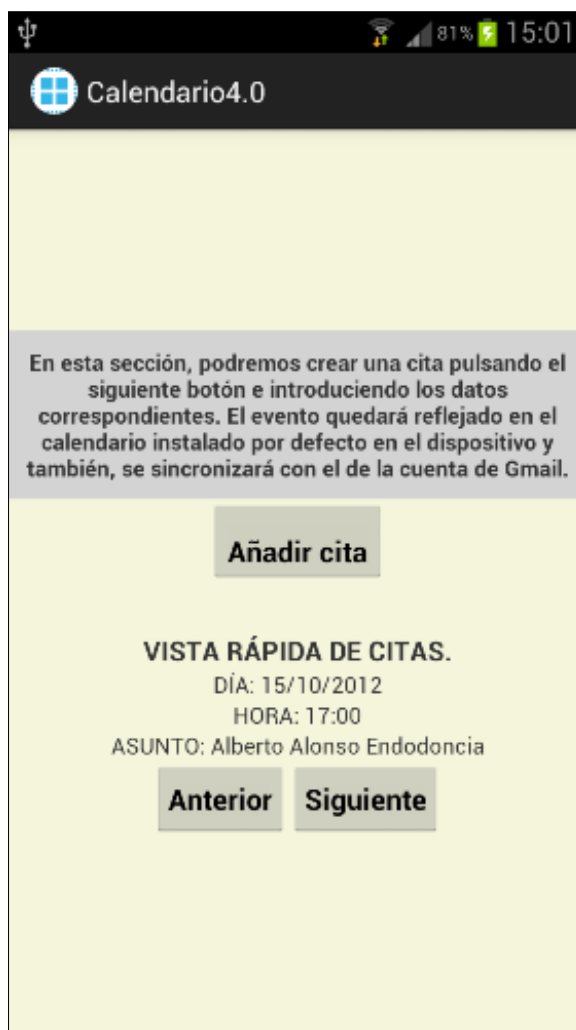 81% 15:01
Calendario4.0
En esta sección, podremos crear una cita pulsando el
siguiente botón e introduciendo los datos
correspondientes. El evento quedará reflejado en el
calendario instalado por defecto en el dispositivo y
también, se sincronizará con el de la cuenta de Gmail.
Añadir cita
VISTA RÁPIDA DE CITAS.
DÍA: 15/10/2012
HORA: 17:00
ASUNTO: Alberto Alonso Endodoncia
Anterior Siguiente